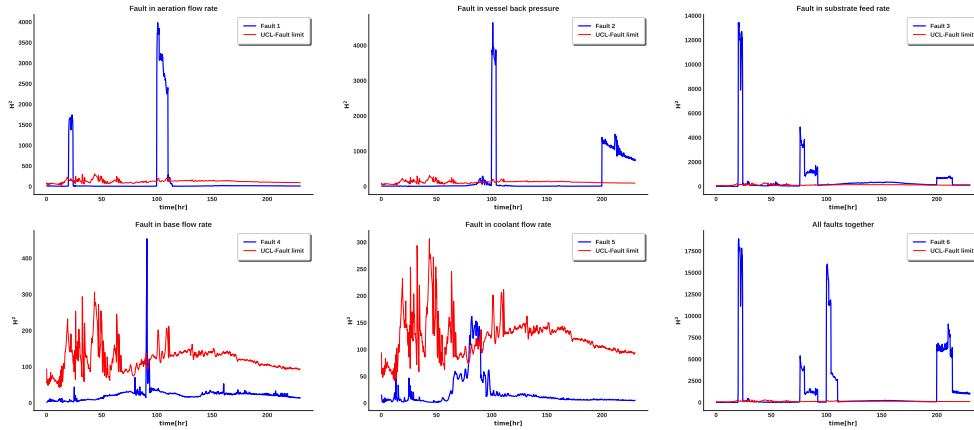 Fault in aeration flow rate
Fault 1
UCL-Fault limit
H²
4000
3500
3000
2500
2000
1500
1000
500
0
0 50 100 150 200
time[hr]
Fault in vessel back pressure
Fault 2
UCL-Fault limit
H²
4000
3000
2000
1000
0
0 50 100 150 200
time[hr]
Fault in substrate feed rate
Fault 3
UCL-Fault limit
H²
14000
12000
10000
8000
6000
4000
2000
0
0 50 100 150 200
time[hr]
Fault in base flow rate
Fault 4
UCL-Fault limit
H²
400
300
200
100
0
0 50 100 150 200
time[hr]
Fault in coolant flow rate
Fault 5
UCL-Fault limit
H²
300
250
200
150
100
50
0
0 50 100 150 200
time[hr]
All faults together
Fault 6
UCL-Fault limit
H²
17500
15000
12500
10000
7500
5000
2500
0
0 50 100 150 200
time[hr]